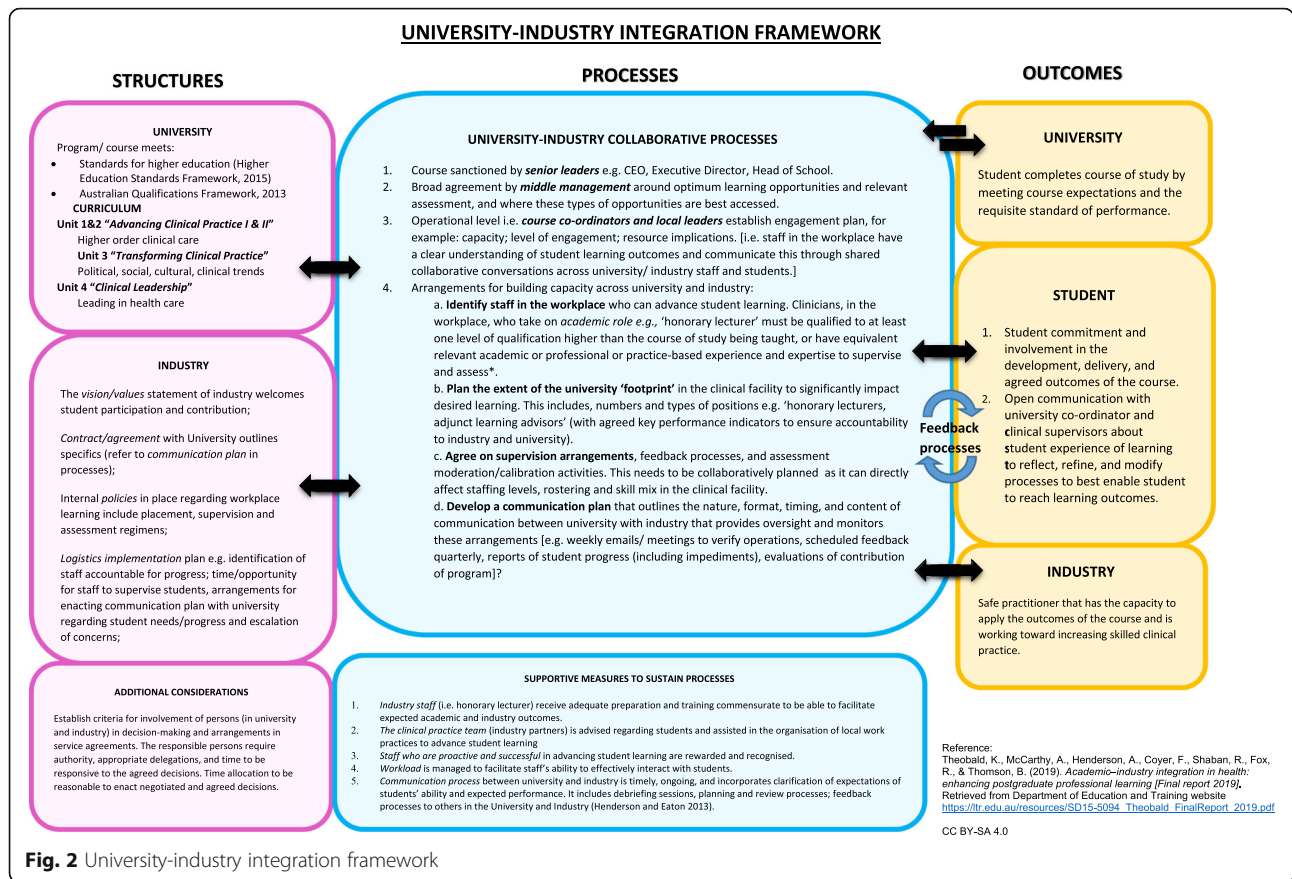 UNIVERSITY-INDUSTRY INTEGRATION FRAMEWORK
STRUCTURES
UNIVERSITY
Program/ course meets:
• Standards for higher education (Higher
Education Standards Framework, 2015)
• Australian Qualifications Framework, 2013
CURRICULUM
Unit 1&2 “Advancing Clinical Practice I & II”
Higher order clinical care
Unit 3 “Transforming Clinical Practice”
Political, social, cultural, clinical trends
Unit 4 “Clinical Leadership”
Leading in health care
INDUSTRY
The vision/values statement of industry welcomes
student participation and contribution;
Contract/agreement with University outlines
specifics (refer to communication plan in
processes);
Internal policies in place regarding workplace
learning include placement, supervision and
assessment regimens;
Logistics implementation plan e.g. identification of
staff accountable for progress; time/opportunity
for staff to supervise students, arrangements for
enacting communication plan with university
regarding student needs/progress and escalation
of concerns;
ADDITIONAL CONSIDERATIONS
Establish criteria for involvement of persons (in university
and industry) in decision-making and arrangements in
service agreements. The responsible persons require
authority, appropriate delegations, and time to be
responsive to the agreed decisions. Time allocation to be
reasonable to enact negotiated and agreed decisions.
PROCESSES
UNIVERSITY-INDUSTRY COLLABORATIVE PROCESSES
1. Course sanctioned by senior leaders e.g. CEO, Executive Director, Head of School.
2. Broad agreement by middle management around optimum learning opportunities and relevant
assessment, and where these types of opportunities are best accessed.
3. Operational level i.e. course co-ordinators and local leaders establish engagement plan, for
example: capacity; level of engagement; resource implications. [i.e. staff in the workplace have
a clear understanding of student learning outcomes and communicate this through shared
collaborative conversations across university/ industry staff and students.]
4. Arrangements for building capacity across university and industry:
a. Identify staff in the workplace who can advance student learning. Clinicians, in the
workplace, who take on academic role e.g., ‘honorary lecturer’ must be qualified to at least
one level of qualification higher than the course of study being taught, or have equivalent
relevant academic or professional or practice-based experience and expertise to supervise
and assess*.
b. Plan the extent of the university ‘footprint’ in the clinical facility to significantly impact
desired learning. This includes, numbers and types of positions e.g. ‘honorary lecturers,
adjunct learning advisors’ (with agreed key performance indicators to ensure accountability
to industry and university).
c. Agree on supervision arrangements, feedback processes, and assessment
moderation/calibration activities. This needs to be collaboratively planned as it can directly
affect staffing levels, rostering and skill mix in the clinical facility.
d. Develop a communication plan that outlines the nature, format, timing, and content of
communication between university with industry that provides oversight and monitors
these arrangements [e.g. weekly emails/ meetings to verify operations, scheduled feedback
quarterly, reports of student progress (including impediments), evaluations of contribution
of program]?
SUPPORTIVE MEASURES TO SUSTAIN PROCESSES
1. Industry staff (i.e. honorary lecturer) receive adequate preparation and training commensurate to be able to facilitate
expected academic and industry outcomes.
2. The clinical practice team (industry partners) is advised regarding students and assisted in the organisation of local work
practices to advance student learning
3. Staff who are proactive and successful in advancing student learning are rewarded and recognised.
4. Workload is managed to facilitate staff’s ability to effectively interact with students.
5. Communication process between university and industry is timely, ongoing, and incorporates clarification of expectations of
students’ ability and expected performance. It includes debriefing sessions, planning and review processes; feedback
processes to others in the University and Industry (Henderson and Eaton 2013).
Feedback
processes
OUTCOMES
UNIVERSITY
Student completes course of study by
meeting course expectations and the
requisite standard of performance.
STUDENT
1. Student commitment and
involvement in the
development, delivery, and
agreed outcomes of the course.
2. Open communication with
university co-ordinator and
clinical supervisors about
student experience of learning
to reflect, refine, and modify
processes to best enable student
to reach learning outcomes.
INDUSTRY
Safe practitioner that has the capacity to
apply the outcomes of the course and is
working toward increasing skilled clinical
practice.
Reference:
Theobald, K., McCarthy, A., Henderson, A., Coyer, F., Shaban, R., Fox,
R., & Thomson, B. (2019). Academic–industry integration in health:
enhancing postgraduate professional learning [Final report 2019].
Retrieved from Department of Education and Training website
https://ltr.edu.au/resources/SD15-5094_Theobald_FinalReport_2019.pdf
CC BY-SA 4.0
Fig. 2 University-industry integration framework